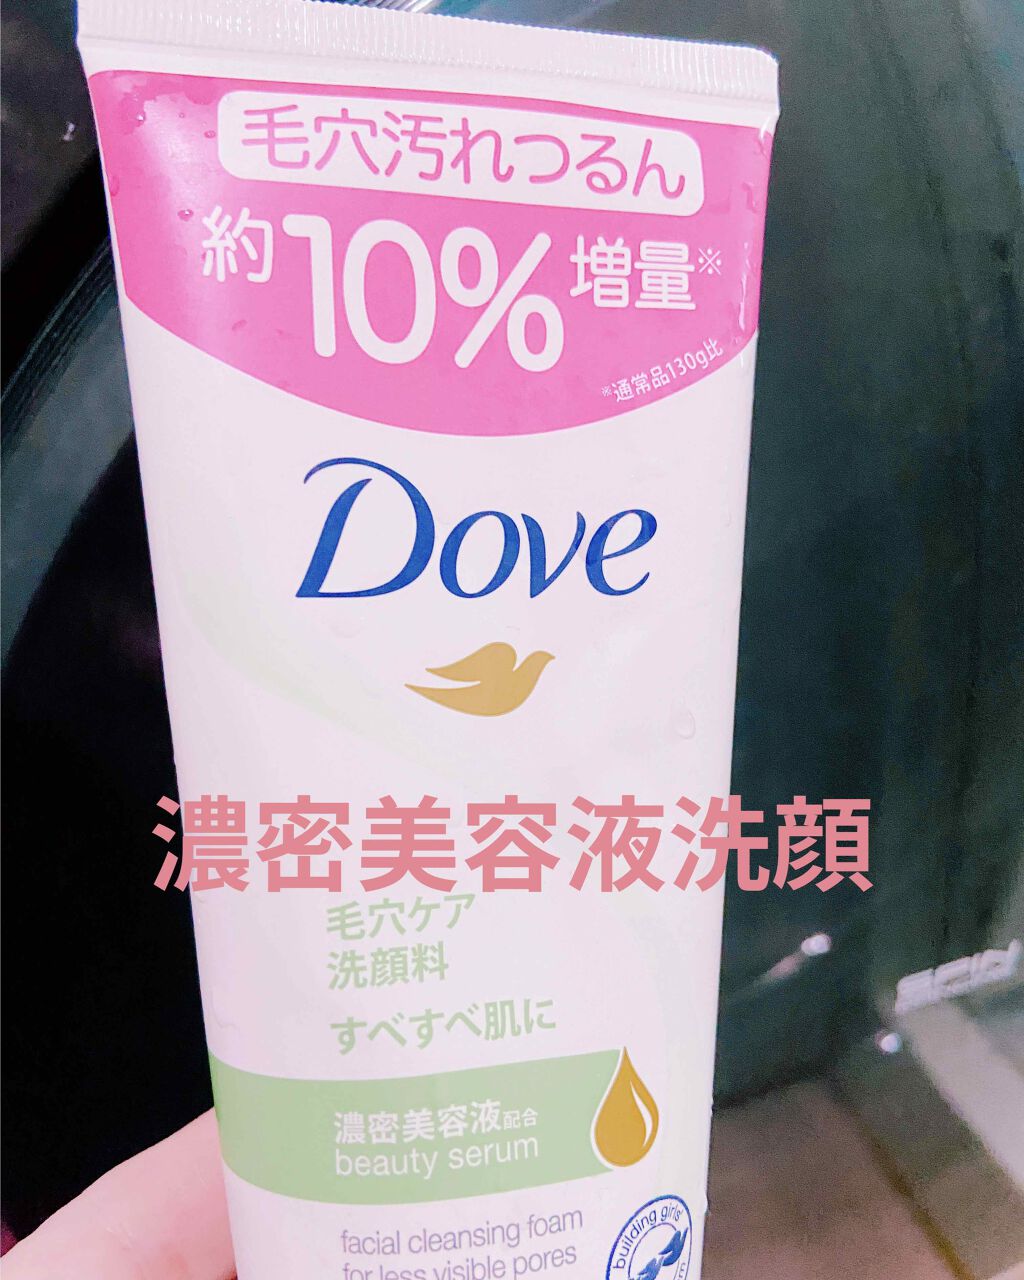 毛穴汚れつるん
約10%増量※
※通常品130g比
Dove
濃密美容液洗顔
毛穴ケア
洗顔料
すべすべ肌に
濃密美容液配合
beauty serum
facial cleansing foam
for less visible pores
building girls'